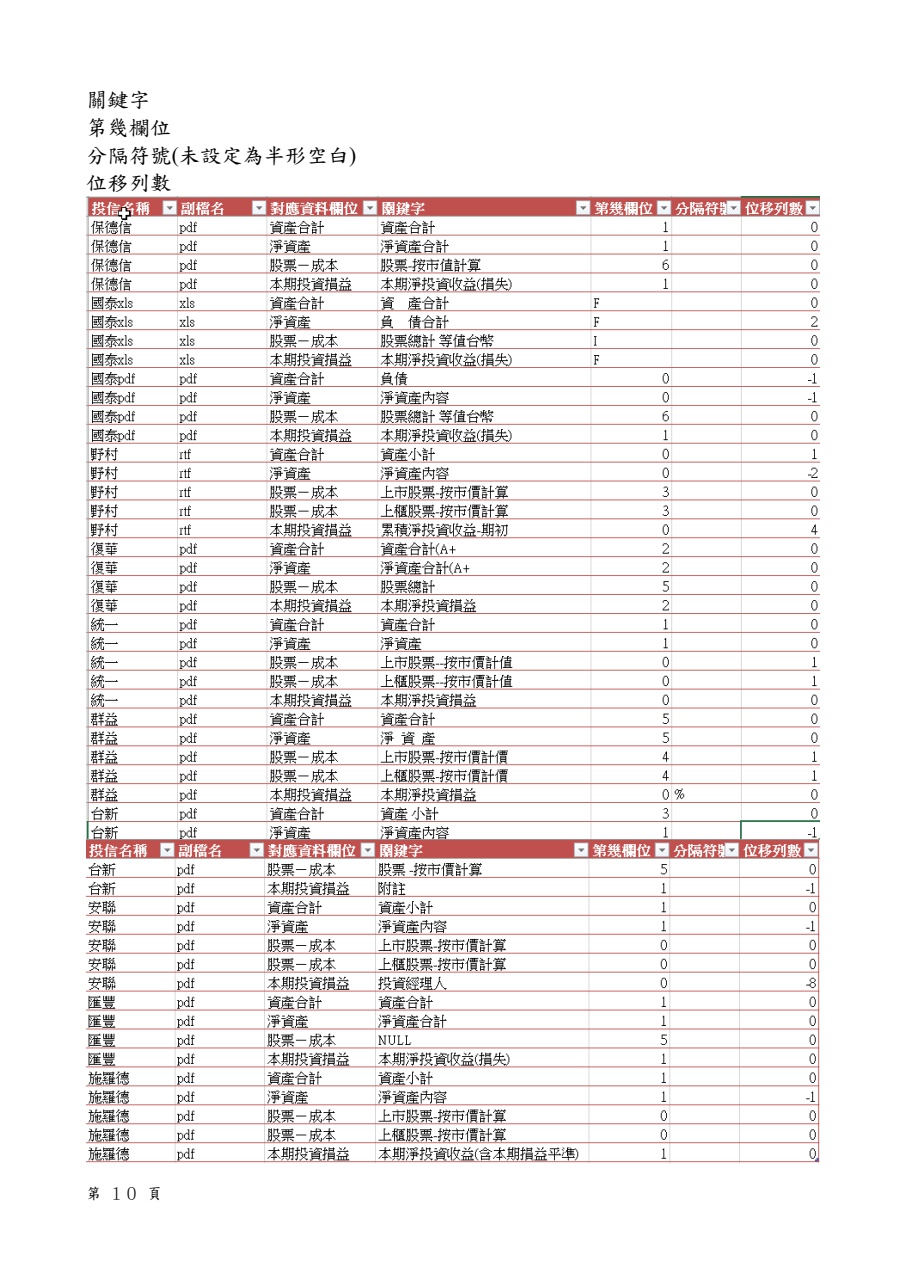 關鍵字
第幾欄位
分隔符號(未設定為半形空白)
位移列數
投信名稱 副檔名 對應資料欄位 關鍵字 第幾欄位 分隔符號 位移列數
保德信 pdf 資產合計 資產合計 1 0
保德信 pdf 淨資產 淨資產合計 1 0
保德信 pdf 股票－成本 股票-按市值計算 6 0
保德信 pdf 本期投資損益 本期淨投資收益(損失) 1 0
國泰xls xls 資產合計 資　產合計 F 0
國泰xls xls 淨資產 負　債合計 F 2
國泰xls xls 股票－成本 股票總計 等值台幣 I 0
國泰xls xls 本期投資損益 本期淨投資收益(損失) F 0
國泰pdf pdf 資產合計 負債 0 -1
國泰pdf pdf 淨資產 淨資產內容 0 -1
國泰pdf pdf 股票－成本 股票總計 等值台幣 6 0
國泰pdf pdf 本期投資損益 本期淨投資收益(損失) 1 0
野村 rtf 資產合計 資產小計 0 1
野村 rtf 淨資產 淨資產內容 0 -2
野村 rtf 股票－成本 上市股票-按市價計算 3 0
野村 rtf 股票－成本 上櫃股票-按市價計算 3 0
野村 rtf 本期投資損益 累積淨投資收益-期初 0 4
復華 pdf 資產合計 資產合計(A+ 2 0
復華 pdf 淨資產 淨資產合計(A+ 2 0
復華 pdf 股票－成本 股票總計 5 0
復華 pdf 本期投資損益 本期淨投資損益 2 0
統一 pdf 資產合計 資產合計 1 0
統一 pdf 淨資產 淨資產 1 0
統一 pdf 股票－成本 上市股票--按市價計值 0 1
統一 pdf 股票－成本 上櫃股票--按市價計值 0 1
統一 pdf 本期投資損益 本期淨投資損益 0 0
群益 pdf 資產合計 資產合計 5 0
群益 pdf 淨資產 淨 資 產 5 0
群益 pdf 股票－成本 上市股票-按市價計價 4 1
群益 pdf 股票－成本 上櫃股票-按市價計價 4 1
群益 pdf 本期投資損益 本期淨投資損益 0 % 0
台新 pdf 資產合計 資產 小計 3 0
台新 pdf 淨資產 淨資產內容 1 -1
投信名稱 副檔名 對應資料欄位 關鍵字 第幾欄位 分隔符號 位移列數
台新 pdf 股票－成本 股票 -按市價計算 5 0
台新 pdf 本期投資損益 附註 1 -1
安聯 pdf 資產合計 資產小計 1 0
安聯 pdf 淨資產 淨資產內容 1 -1
安聯 pdf 股票－成本 上市股票-按市價計算 0 0
安聯 pdf 股票－成本 上櫃股票-按市價計算 0 0
安聯 pdf 本期投資損益 投資經理人 0 -8
匯豐 pdf 資產合計 資產合計 1 0
匯豐 pdf 淨資產 淨資產合計 1 0
匯豐 pdf 股票－成本 NULL 5 0
匯豐 pdf 本期投資損益 本期淨投資收益(損失) 1 0
施羅德 pdf 資產合計 資產小計 1 0
施羅德 pdf 淨資產 淨資產內容 1 -1
施羅德 pdf 股票－成本 上市股票-按市價計算 0 0
施羅德 pdf 股票－成本 上櫃股票-按市價計算 0 0
施羅德 pdf 本期投資損益 本期淨投資收益(含本期損益平準) 1 0
第 10 頁